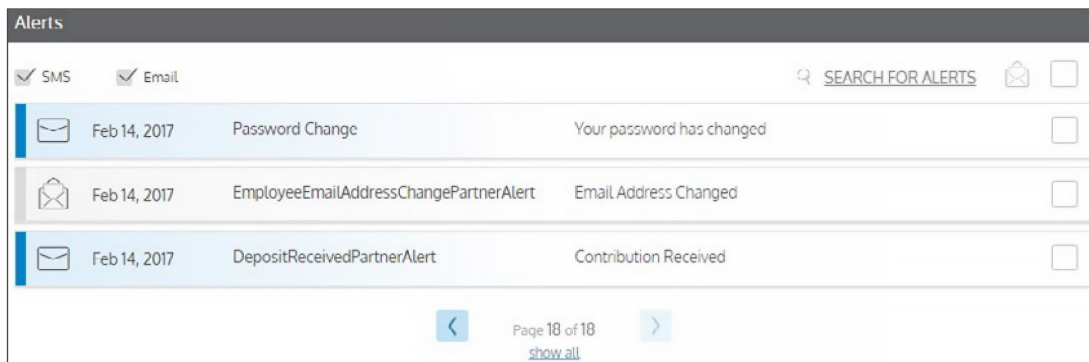 Alerts
SMS Email SEARCH FOR ALERTS
Feb 14, 2017 Password Change Your password has changed
Feb 14, 2017 EmployeeEmailAddressChangePartnerAlert Email Address Changed
Feb 14, 2017 DepositReceivedPartnerAlert Contribution Received
Page 18 of 18
show all